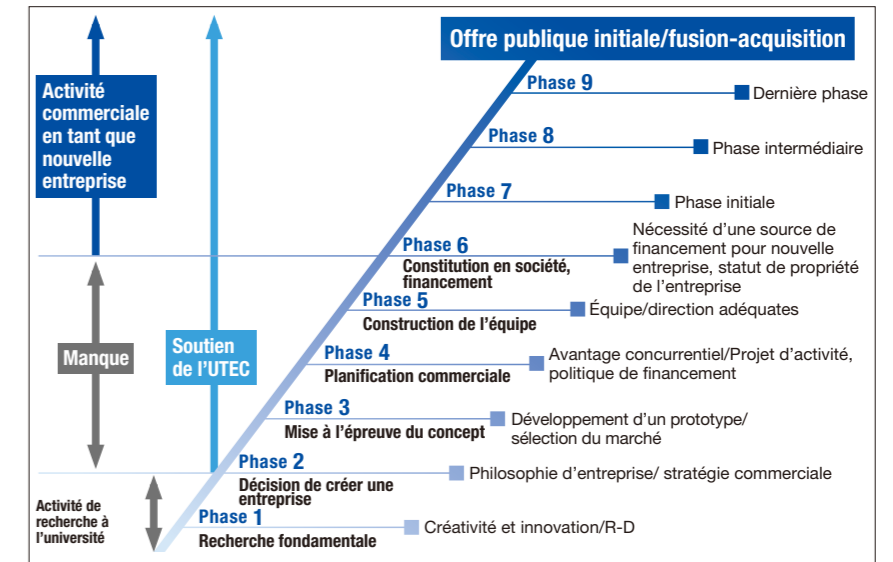 Offre publique initiale/fusion-acquisition
Activité
commerciale
en tant que
nouvelle
entreprise
Manque
Activité de
recherche à
l’université
Soutien
de l’UTEC
Phase 9
Dernière phase
Phase 8
Phase intermédiaire
Phase 7
Phase initiale
Phase 6
Constitution en société,
financement
Nécessité d’une source de
financement pour nouvelle
entreprise, statut de propriété
de l’entreprise
Phase 5
Construction de l’équipe
Équipe/direction adéquates
Phase 4
Planification commerciale
Avantage concurrentiel/Projet d’activité,
politique de financement
Phase 3
Mise à l’épreuve du concept
Développement d’un prototype/
sélection du marché
Phase 2
Décision de créer une
entreprise
Philosophie d’entreprise/ stratégie commerciale
Phase 1
Recherche fondamentale
Créativité et innovation/R-D